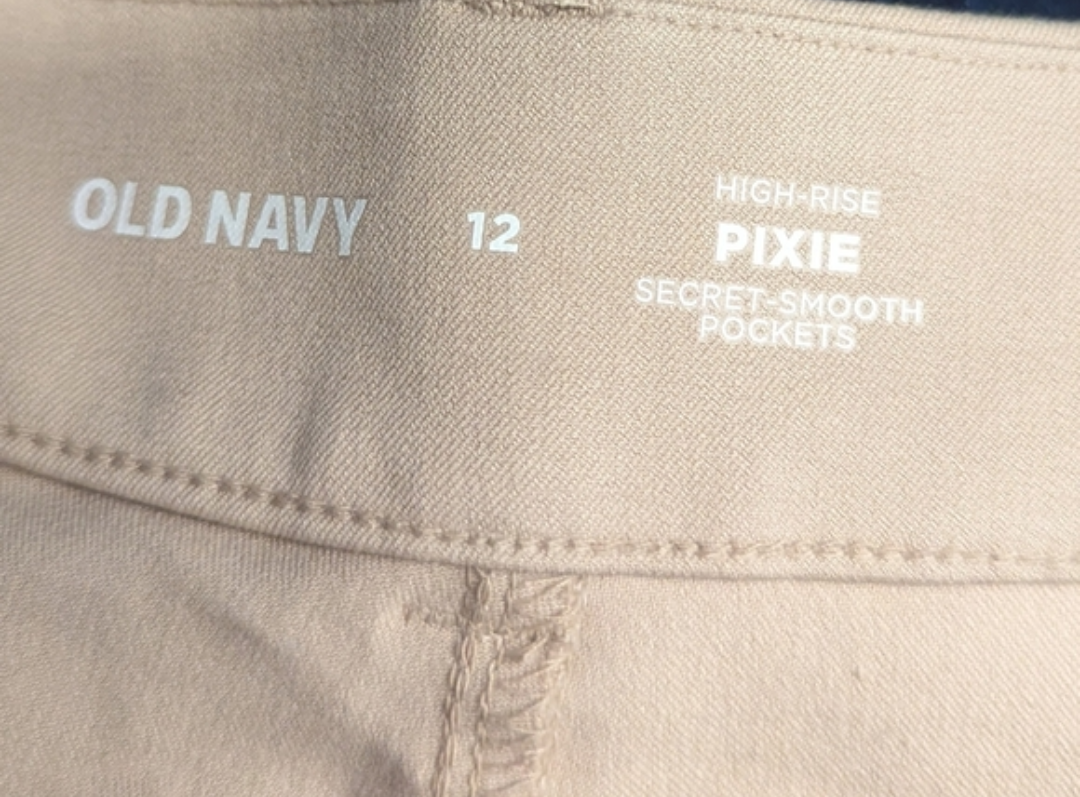 OLD NAVY
12
HIGH-RISE
PIXIE
SECRET-SMOOTH
POCKETS